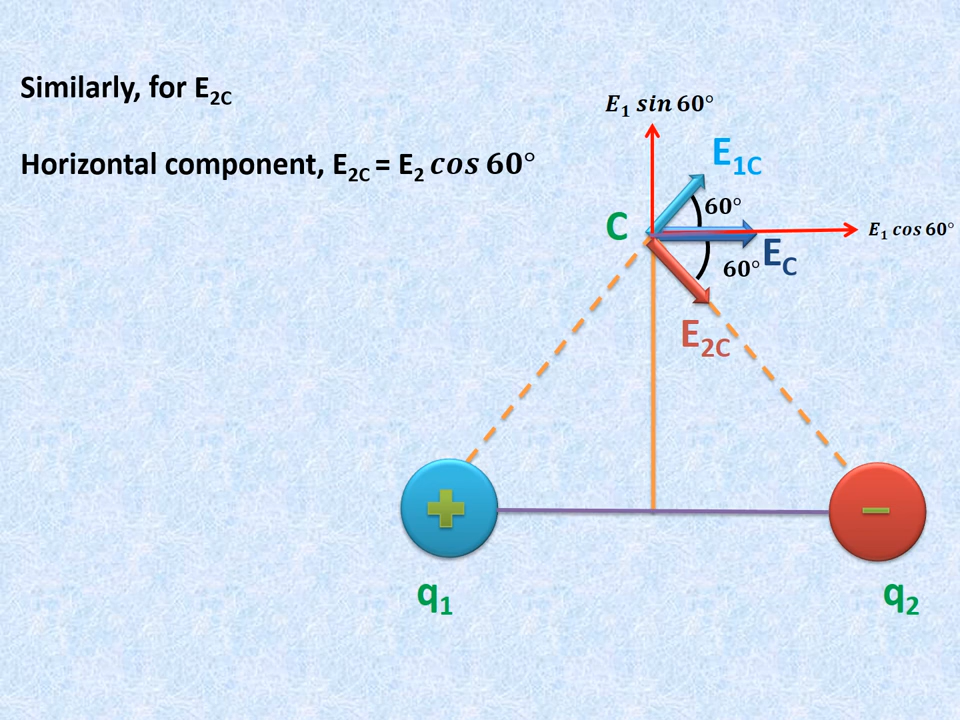 Similarly, for E₂C
E₁ sin 60°
E₁C
Horizontal component, E₂C = E₂ cos 60°
60°
C
E₁ cos 60°
EC
60°
E₂C
+
−
q₁
q₂